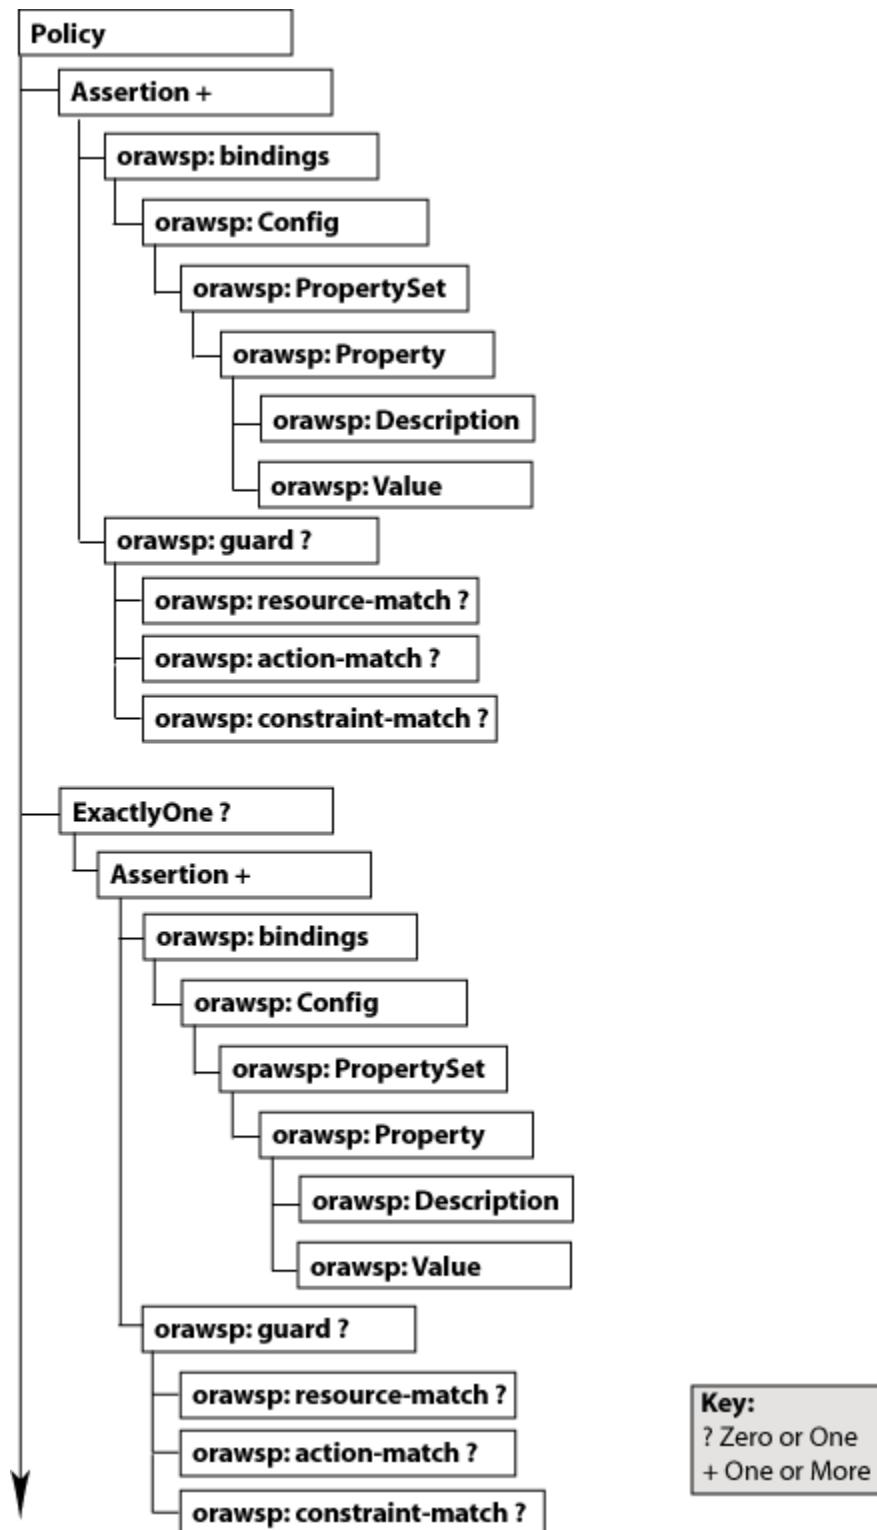 Policy
Assertion +
orawsp: bindings
orawsp: Config
orawsp: PropertySet
orawsp: Property
orawsp: Description
orawsp: Value
orawsp: guard ?
orawsp: resource-match ?
orawsp: action-match ?
orawsp: constraint-match ?
ExactlyOne ?
Assertion +
orawsp: bindings
orawsp: Config
orawsp: PropertySet
orawsp: Property
orawsp: Description
orawsp: Value
orawsp: guard ?
orawsp: resource-match ?
orawsp: action-match ?
orawsp: constraint-match ?
Key:
? Zero or One
+ One or More